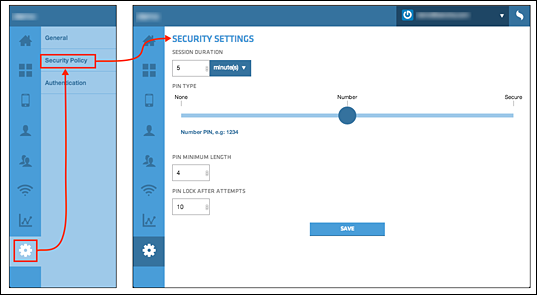 General
Security Policy
Authentication
SECURITY SETTINGS
SESSION DURATION
5 minute(s)
PIN TYPE
None Number Secure
Number PIN, e.g: 1234
PIN MINIMUM LENGTH
4
PIN LOCK AFTER ATTEMPTS
10
SAVE